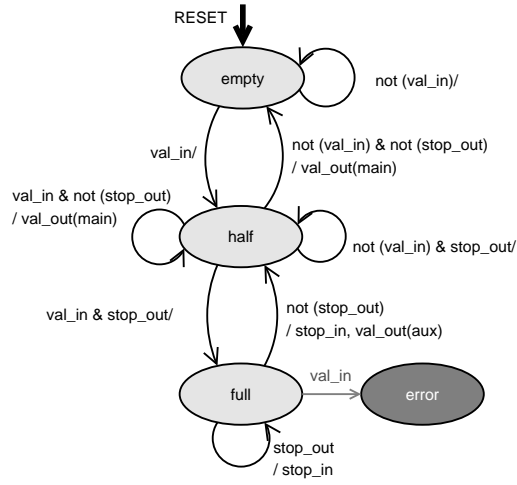 RESET
empty
not (val_in)/
val_in/
not (val_in) & not (stop_out)
/ val_out(main)
val_in & not (stop_out)
/ val_out(main)
half
not (val_in) & stop_out/
val_in & stop_out/
not (stop_out)
/ stop_in, val_out(aux)
full
val_in
error
stop_out
/ stop_in